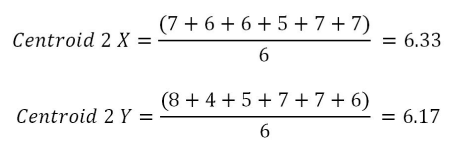 Centroid 2 X = (7 + 6 + 6 + 5 + 7 + 7) / 6 = 6.33
Centroid 2 Y = (8 + 4 + 5 + 7 + 7 + 6) / 6 = 6.17